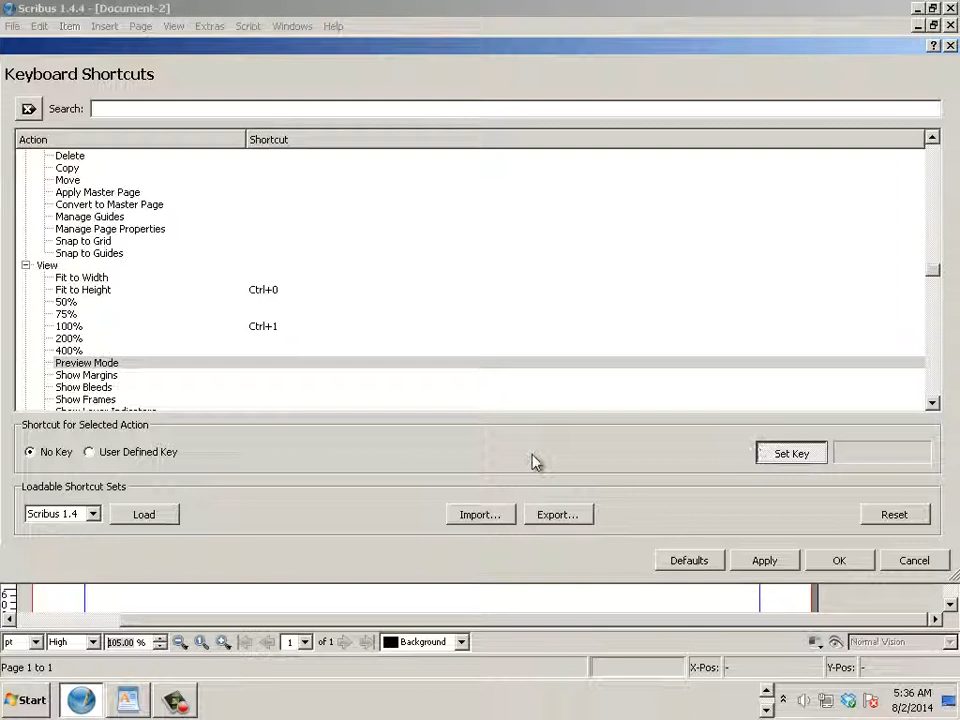 Scribus 1.4.4 - [Document-2]
File Edit Item Insert Page View Extras Script Windows Help
Keyboard Shortcuts
Search:
Action Shortcut
Delete
Copy
Move
Apply Master Page
Convert to Master Page
Manage Guides
Manage Page Properties
Snap to Grid
Snap to Guides
View
Fit to Width
Fit to Height Ctrl+0
50%
75%
100% Ctrl+1
200%
400%
Preview Mode
Show Margins
Show Bleeds
Show Frames
Show Layer Indicators
Shortcut for Selected Action
No Key User Defined Key Set Key
Loadable Shortcut Sets
Scribus 1.4 Load Import... Export... Reset
Defaults Apply OK Cancel
6
0
pt High 105.00 % 1 of 1 Background Normal Vision
Page 1 to 1 X-Pos: - Y-Pos: -
Start 5:36 AM
8/2/2014